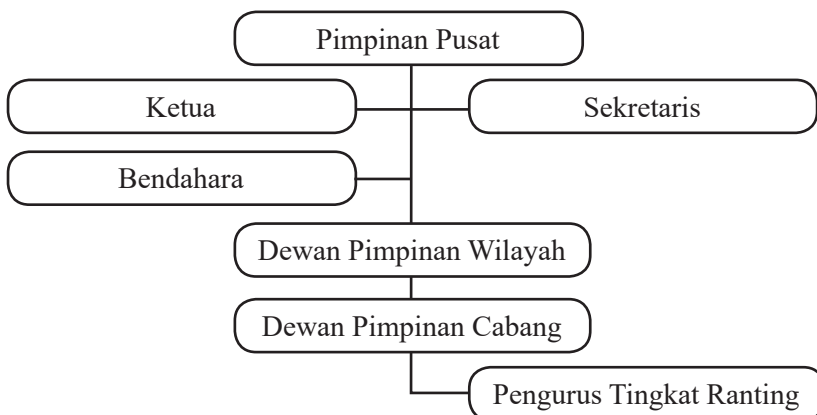 Pimpinan Pusat
Ketua
Sekretaris
Bendahara
Dewan Pimpinan Wilayah
Dewan Pimpinan Cabang
Pengurus Tingkat Ranting